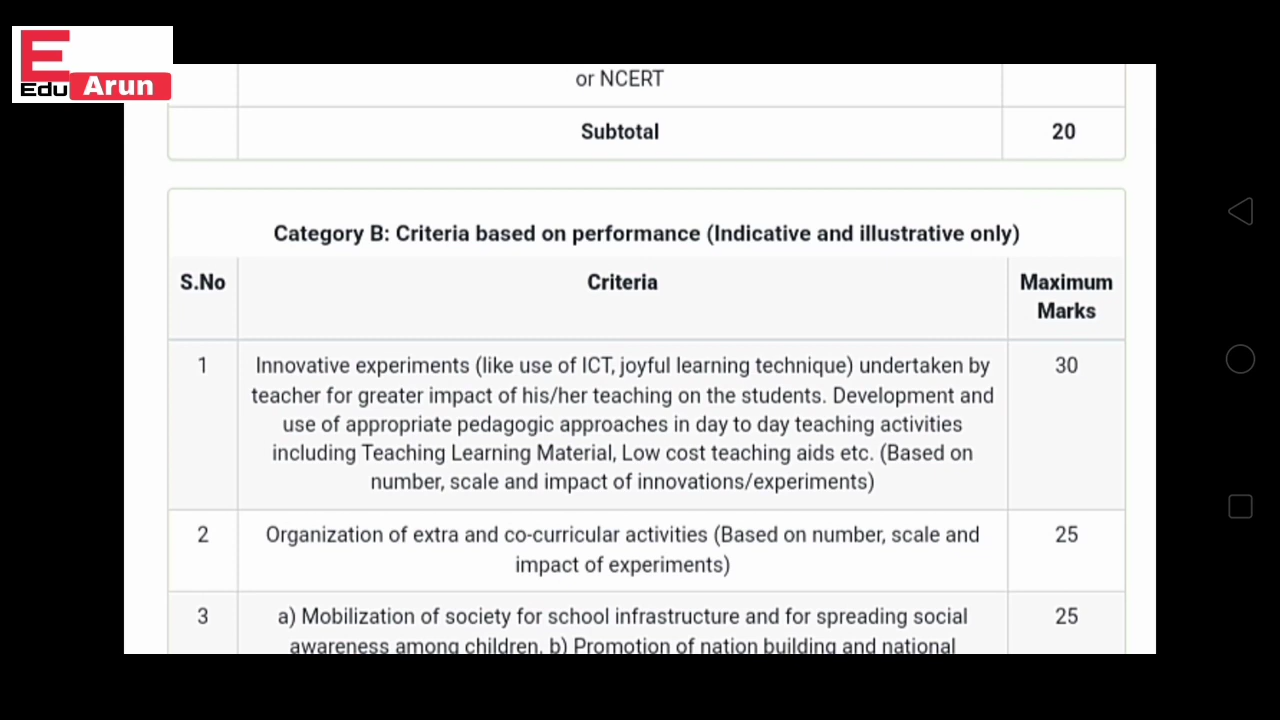 E
Edu Arun
or NCERT
Subtotal 20
Category B: Criteria based on performance (Indicative and illustrative only)
S.No Criteria Maximum
Marks
1 Innovative experiments (like use of ICT, joyful learning technique) undertaken by 30
teacher for greater impact of his/her teaching on the students. Development and
use of appropriate pedagogic approaches in day to day teaching activities
including Teaching Learning Material, Low cost teaching aids etc. (Based on
number, scale and impact of innovations/experiments)
2 Organization of extra and co-curricular activities (Based on number, scale and 25
impact of experiments)
3 a) Mobilization of society for school infrastructure and for spreading social 25
awareness among children. b) Promotion of nation building and national